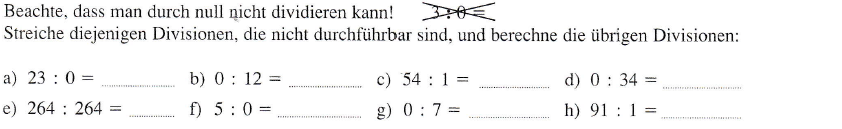 Beachte, dass man durch null nicht dividieren kann! 3 : 0 =
Streiche diejenigen Divisionen, die nicht durchführbar sind, und berechne die übrigen Divisionen:
a) 23 : 0 = b) 0 : 12 = c) 54 : 1 = d) 0 : 34 =
e) 264 : 264 = f) 5 : 0 = g) 0 : 7 = h) 91 : 1 =